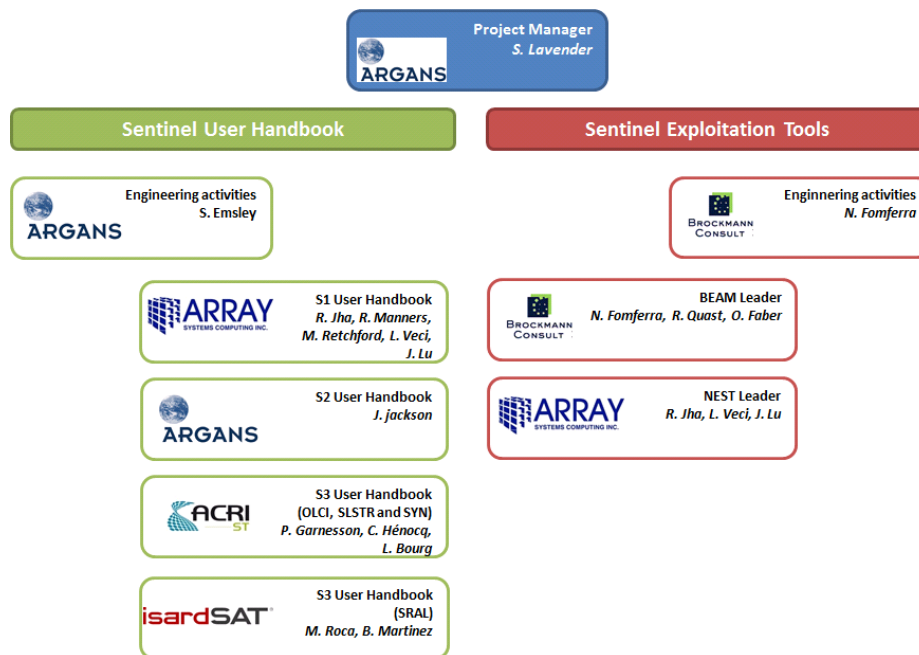 Project Manager
S. Lavender
ARGANS
Sentinel User Handbook
Sentinel Exploitation Tools
Engineering activities
S. Emsley
ARGANS
Enginnering activities
N. Fomferra
BROCKMANN
CONSULT
S1 User Handbook
R. Jha, R. Manners,
M. Retchford, L. Veci,
J. Lu
ARRAY
SYSTEMS COMPUTING INC.
BEAM Leader
N. Fomferra, R. Quast, O. Faber
BROCKMANN
CONSULT
S2 User Handbook
J. jackson
ARGANS
NEST Leader
R. Jha, L. Veci, J. Lu
ARRAY
SYSTEMS COMPUTING INC.
S3 User Handbook
(OLCI, SLSTR and SYN)
P. Garnesson, C. Hénocq,
L. Bourg
ACRI
ST
S3 User Handbook
(SRAL)
M. Roca, B. Martinez
isardSAT